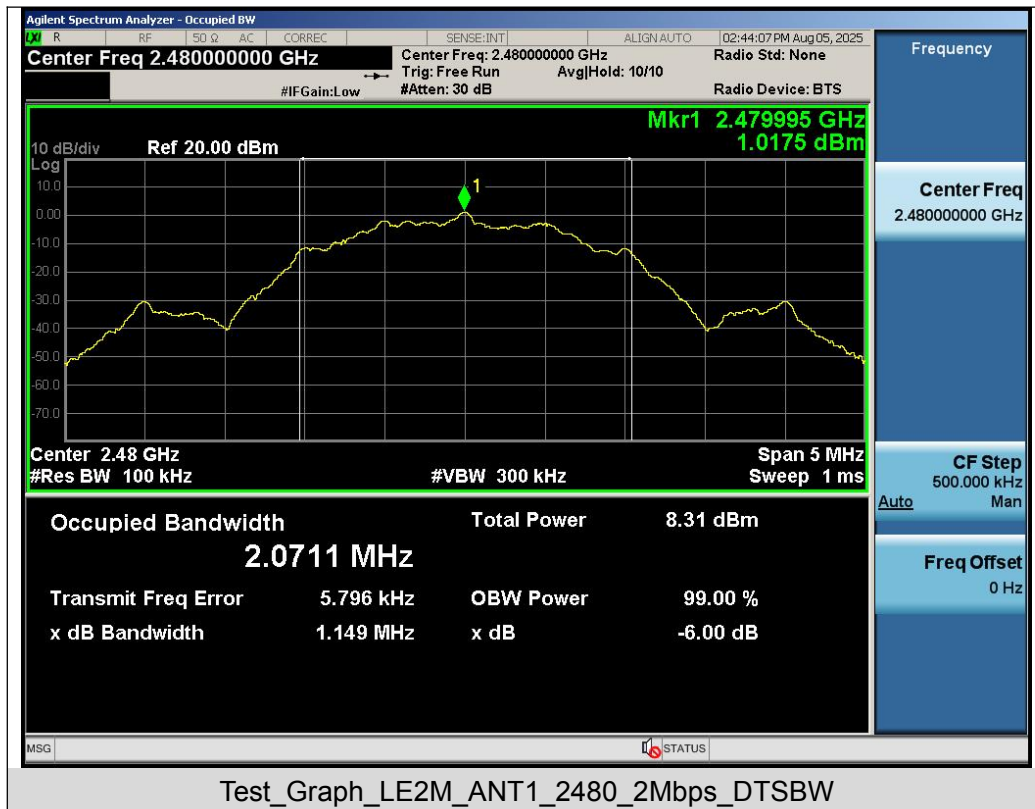 Agilent Spectrum Analyzer - Occupied BW
LXI R RF 50 Ω AC CORREC SENSE:INT ALIGNAUTO 02:44:07 PM Aug 05, 2025
Center Freq 2.480000000 GHz Center Freq: 2.480000000 GHz Radio Std: None
Trig: Free Run Avg|Hold: 10/10
#IFGain:Low #Atten: 30 dB Radio Device: BTS
Frequency
Mkr1 2.479995 GHz
10 dB/div Ref 20.00 dBm 1.0175 dBm
Log
10.0
0.00
-10.0
-20.0
-30.0
-40.0
-50.0
-60.0
-70.0
1
Center 2.48 GHz Span 5 MHz
#Res BW 100 kHz #VBW 300 kHz Sweep 1 ms
Center Freq
2.480000000 GHz
CF Step
500.000 kHz
Auto Man
Freq Offset
0 Hz
Occupied Bandwidth Total Power 8.31 dBm
2.0711 MHz
Transmit Freq Error 5.796 kHz OBW Power 99.00 %
x dB Bandwidth 1.149 MHz x dB -6.00 dB
MSG STATUS
Test_Graph_LE2M_ANT1_2480_2Mbps_DTSBW